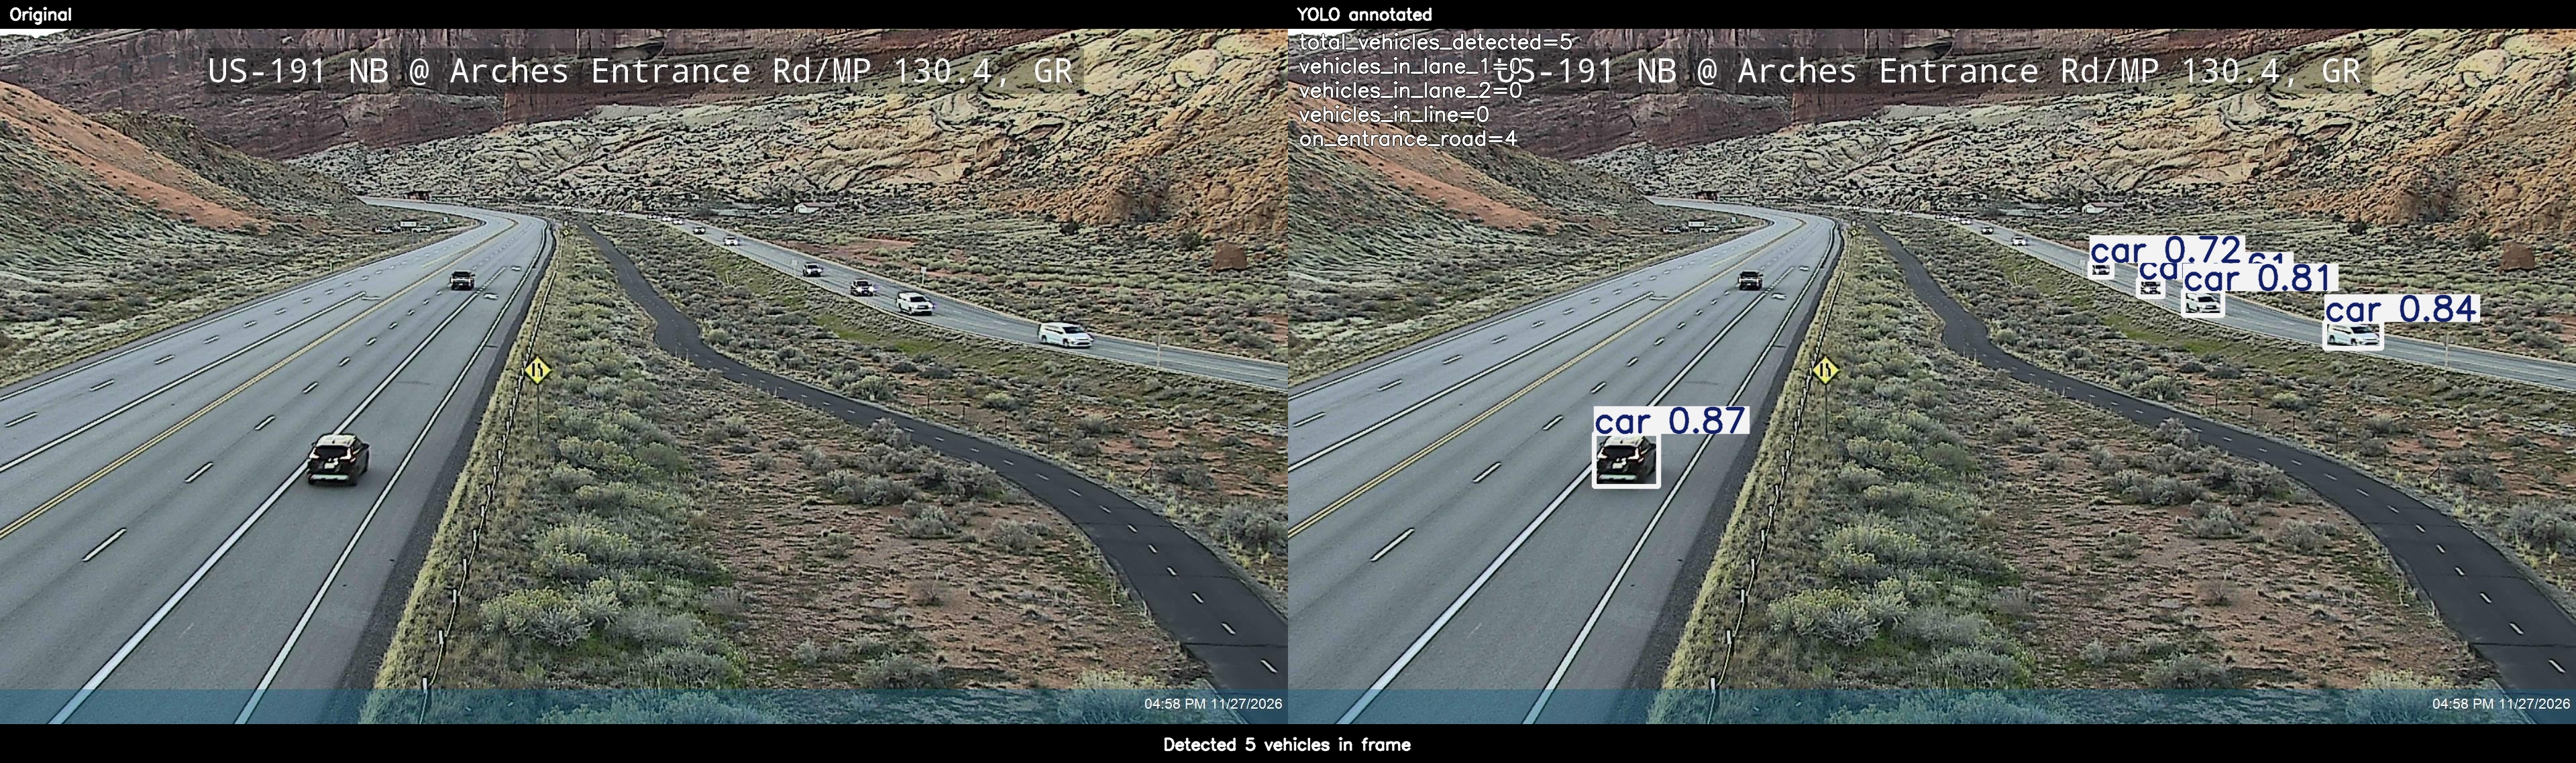 Original
YOLO annotated
US-191 NB @ Arches Entrance Rd/MP 130.4, GR
total_vehicles_detected=5
vehicles_in_lane_1=0
US-191 NB @ Arches Entrance Rd/MP 130.4, GR
vehicles_in_lane_2=0
vehicles_in_line=0
on_entrance_road=4
car 0.72
ca 61
car 0.81
car 0.84
car 0.87
04:58 PM 11/27/2026
04:58 PM 11/27/2026
Detected 5 vehicles in frame